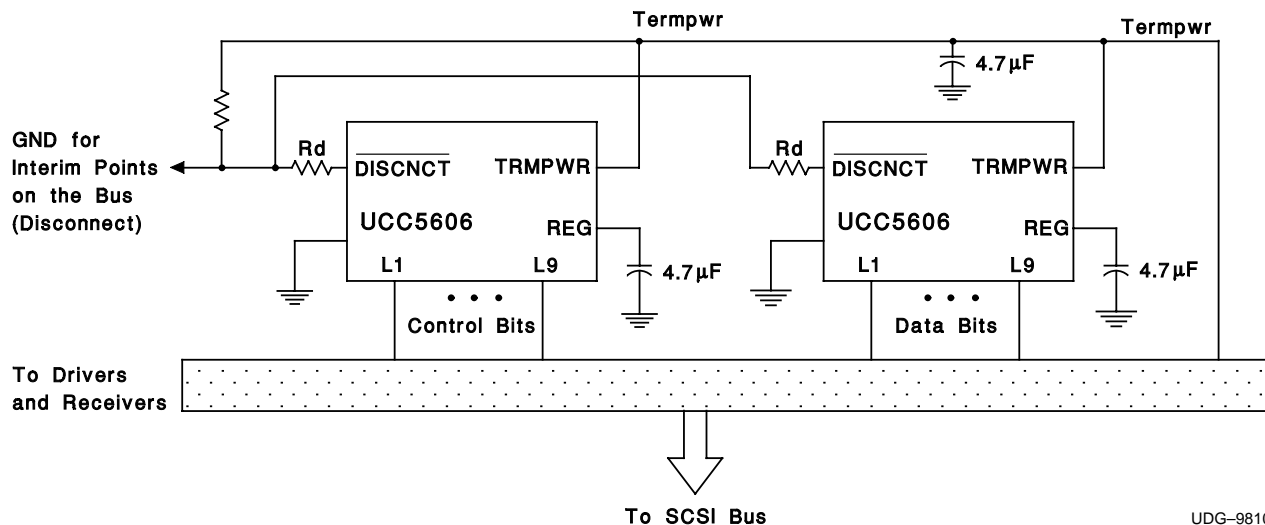 Termpwr
Termpwr
4.7µF
GND for
Interim Points
on the Bus
(Disconnect)
Rd
DISCNCT
TRMPWR
UCC5606
REG
L1
L9
4.7µF
Control Bits
Rd
DISCNCT
TRMPWR
UCC5606
REG
L1
L9
4.7µF
Data Bits
To Drivers
and Receivers
To SCSI Bus
UDG–9810